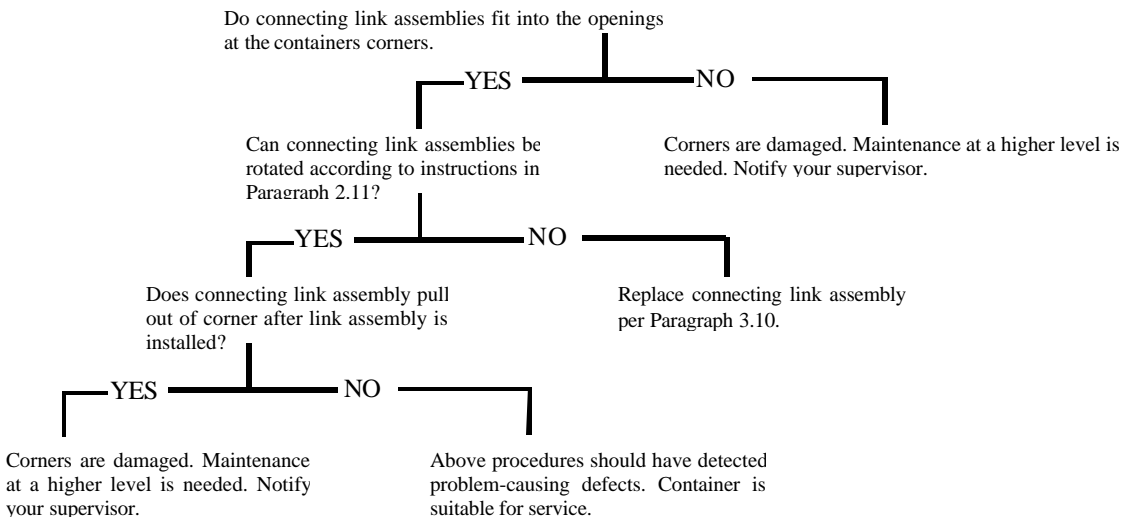 Do connecting link assemblies fit into the openings
at the containers corners.
YES
NO
Can connecting link assemblies be
rotated according to instructions in
Paragraph 2.11?
Corners are damaged. Maintenance at a higher level is
needed. Notify your supervisor.
YES
NO
Does connecting link assembly pull
out of corner after link assembly is
installed?
Replace connecting link assembly
per Paragraph 3.10.
YES
NO
Corners are damaged. Maintenance
at a higher level is needed. Notify
your supervisor.
Above procedures should have detected
problem-causing defects. Container is
suitable for service.